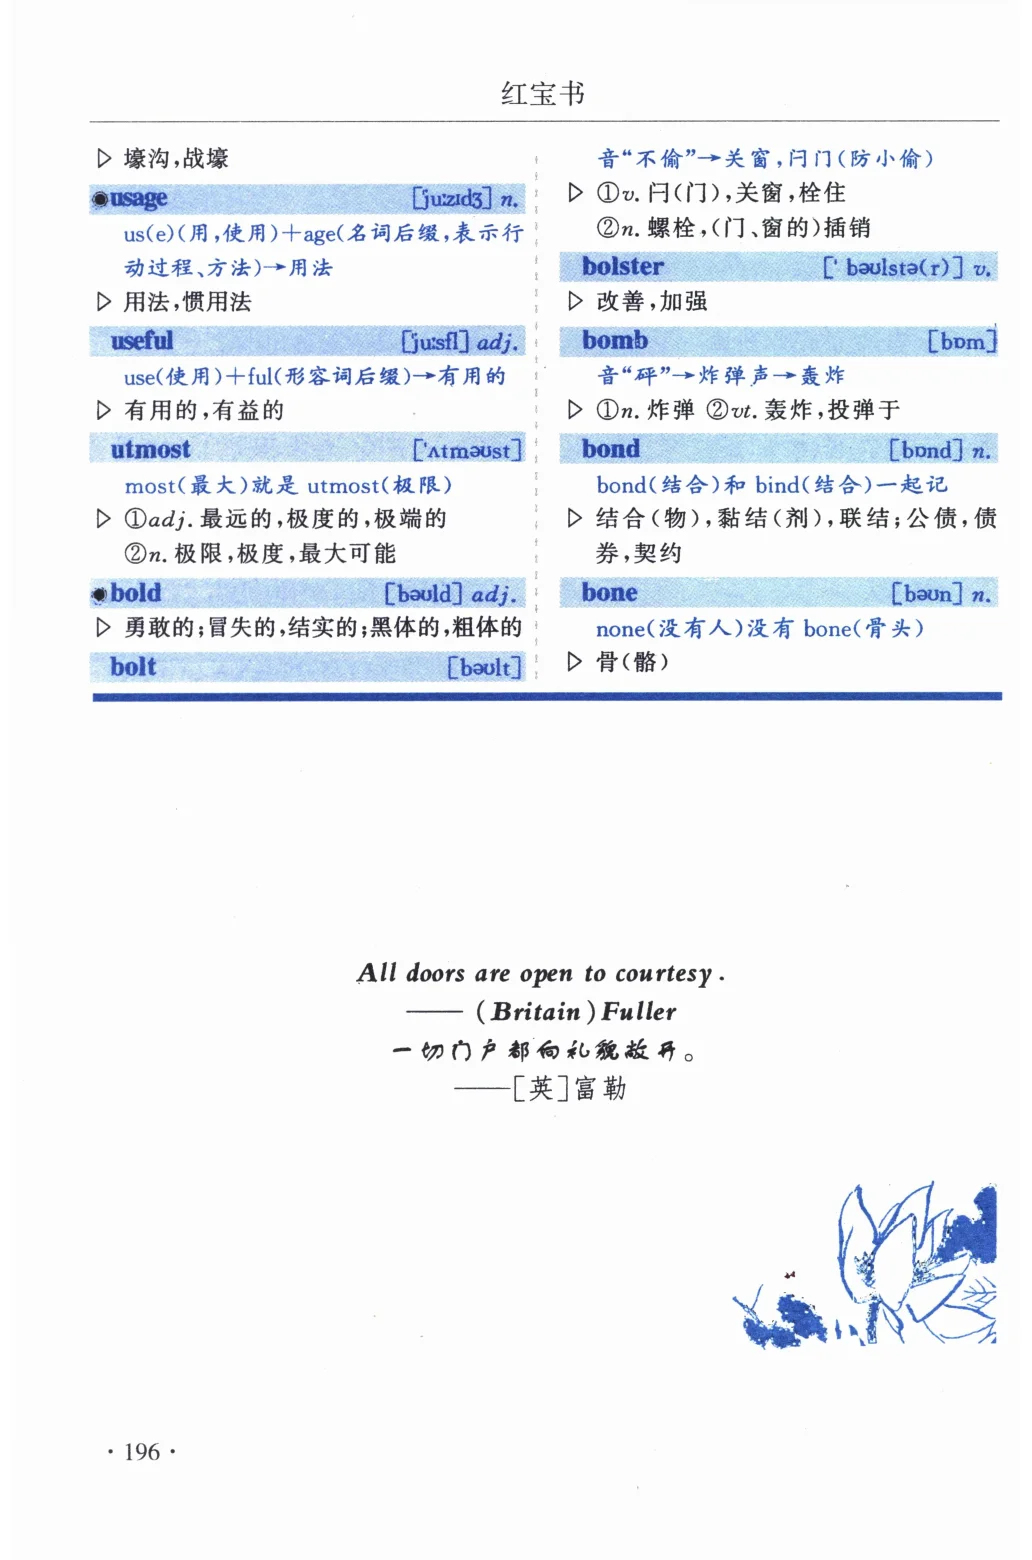 红宝书
▷ 壕沟,战壕
usage [ju:zɪdʒ] n.
us(e)(用,使用)+age(名词后缀,表示行
动过程、方法)→用法
▷ 用法,惯用法
useful [ju:sfl] adj.
use(使用)+ful(形容词后缀)→有用的
▷ 有用的,有益的
utmost ['ʌtməʊst]
most(最大)就是 utmost(极限)
▷ ①adj.最远的,极度的,极端的
②n.极限,极度,最大可能
bold [bəʊld] adj.
▷ 勇敢的;冒失的,结实的;黑体的,粗体的
bolt [bəʊlt]
音“不偷”→关窗,闩门(防小偷)
▷ ①v.闩(门),关窗,栓住
②n.螺栓,(门、窗的)插销
bolster [' bəʊlstə(r)] v.
▷ 改善,加强
bomb [bɒm]
音“砰”→炸弹声→轰炸
▷ ①n.炸弹 ②vt.轰炸,投弹于
bond [bɒnd] n.
bond(结合)和 bind(结合)一起记
▷ 结合(物),黏结(剂),联结;公债,债
券,契约
bone [bəʊn] n.
none(没有人)没有 bone(骨头)
▷ 骨(骼)
All doors are open to courtesy.
——(Britain)Fuller
一切门户都向礼貌敞开。
——[英]富勒
·196·